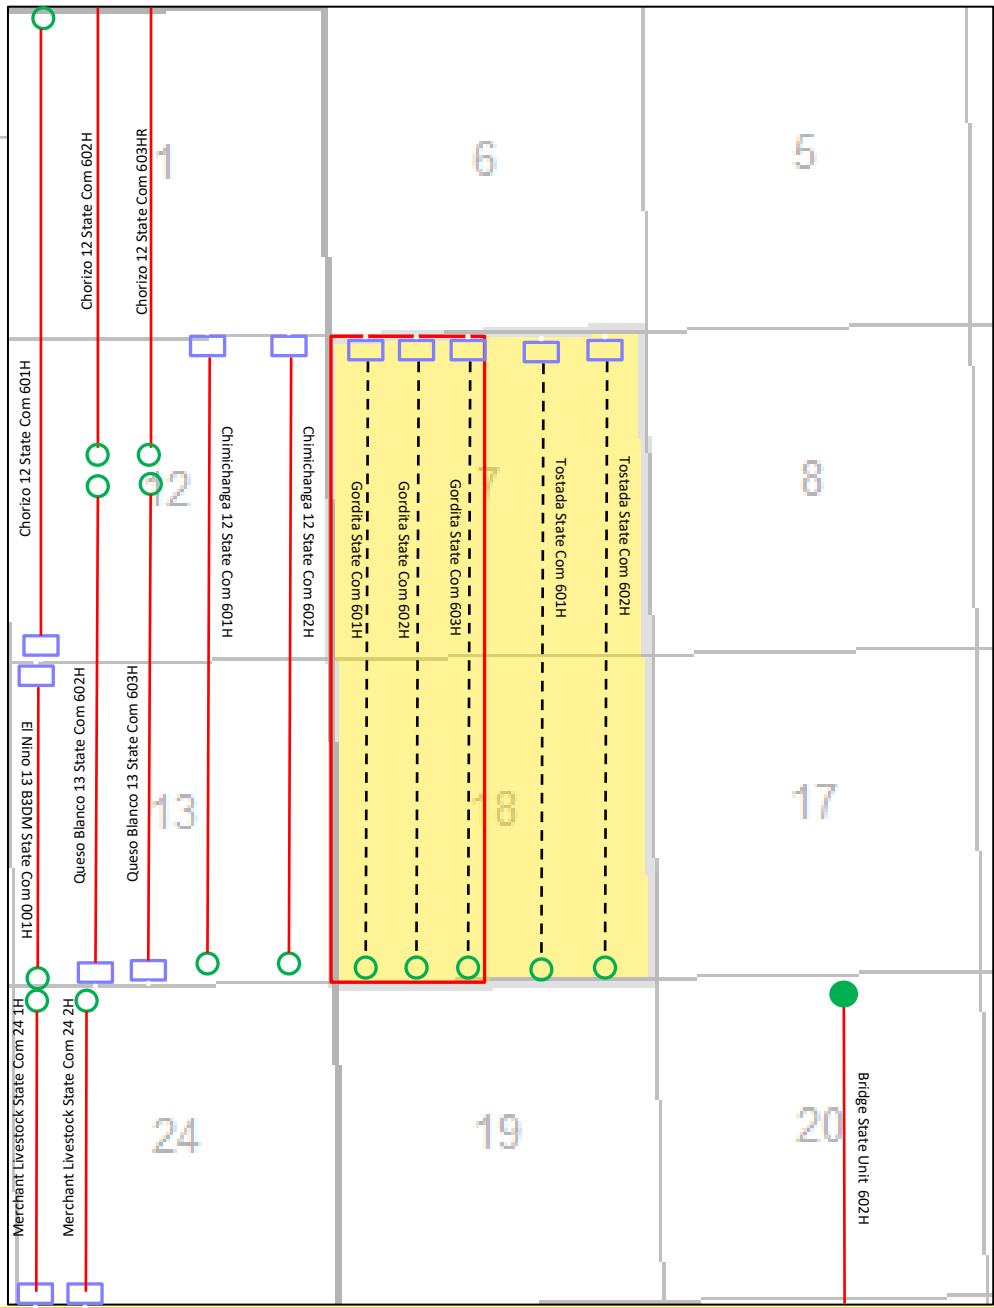 1
6
5
Chorizo 12 State Com 602H
Chorizo 12 State Com 603HR
Chorizo 12 State Com 601H
12
Chimichanga 12 State Com 601H
Chimichanga 12 State Com 602H
Gordita State Com 601H
Gordita State Com 602H
Gordita State Com 603H
7
Tostada State Com 601H
Tostada State Com 602H
8
El Nino 13 B3DM State Com 001H
Queso Blanco 13 State Com 602H
Queso Blanco 13 State Com 603H
13
18
17
Merchant Livestock State Com 24 1H
Merchant Livestock State Com 24 2H
24
19
20
Bridge State Unit 602H